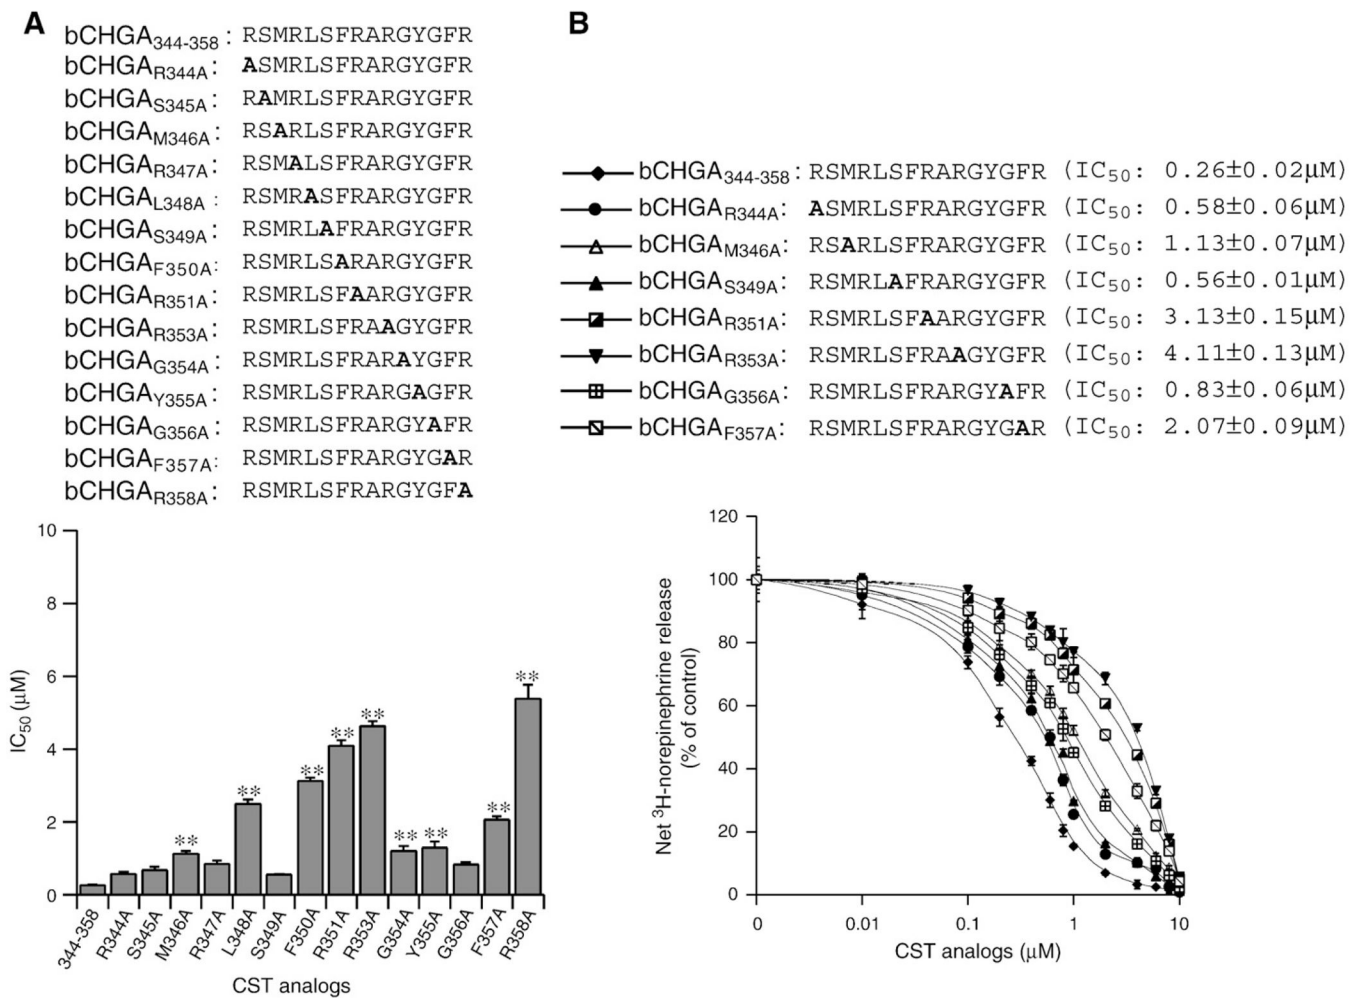 A
bCHGA344-358 : RSMRLSFRARGYGFR
bCHGAR344A: ASMRLSFRARGYGFR
bCHGAS345A: RAMRLSFRARGYGFR
bCHGAM346A: RSARLSFRARGYGFR
bCHGAR347A: RSMALSFRARGYGFR
bCHGAL348A : RSMRASFRARGYGFR
bCHGAS349A: RSMRLAFRARGYGFR
bCHGAF350A: RSMRLSARARGYGFR
bCHGAR351A: RSMRLSFAARGYGFR
bCHGAR353A: RSMRLSFRAAGYGFR
bCHGAG354A: RSMRLSFRARAYGFR
bCHGAY355A: RSMRLSFRARGAGFR
bCHGAG356A: RSMRLSFRARGYAFR
bCHGAF357A: RSMRLSFRARGYGAR
bCHGAR358A: RSMRLSFRARGYGFA
10
8
6
4
2
0
IC50 (μM)
**
**
**
**
**
**
**
**
**
344-358
R344A
S345A
M346A
R347A
L348A
S349A
F350A
R351A
R353A
G354A
Y355A
G356A
F357A
R358A
CST analogs
B
bCHGA344-358 : RSMRLSFRARGYGFR (IC50: 0.26±0.02μM)
bCHGAR344A: ASMRLSFRARGYGFR (IC50: 0.58±0.06μM)
bCHGAM346A: RSARLSFRARGYGFR (IC50: 1.13±0.07μM)
bCHGAS349A: RSMRLAFRARGYGFR (IC50: 0.56±0.01μM)
bCHGAR351A: RSMRLSFAARGYGFR (IC50: 3.13±0.15μM)
bCHGAR353A: RSMRLSFRAAGYGFR (IC50: 4.11±0.13μM)
bCHGAG356A: RSMRLSFRARGYAFR (IC50: 0.83±0.06μM)
bCHGAF357A: RSMRLSFRARGYGAR (IC50: 2.07±0.09μM)
120
100
80
60
40
20
0
Net 3H-norepinephrine release
(% of control)
0 0.01 0.1 1 10
CST analogs (μM)